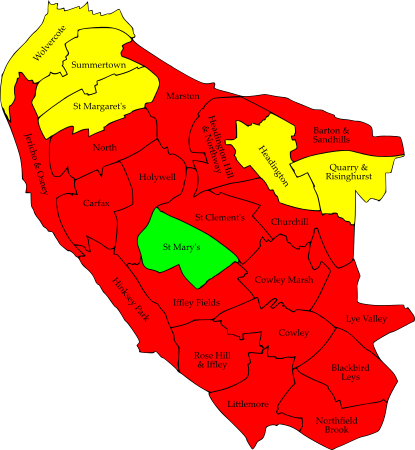 Wolvercote
Summertown
St Margaret's
Marston
Headington Hill
& Northway
Barton &
Sandhills
Jericho & Osney
North
Holywell
Headington
Quarry &
Risinghurst
Carfax
St Clement's
Churchill
St Mary's
Hinksey Park
Cowley Marsh
Iffley Fields
Lye Valley
Cowley
Rose Hill
& Iffley
Blackbird
Leys
Littlemore
Northfield
Brook